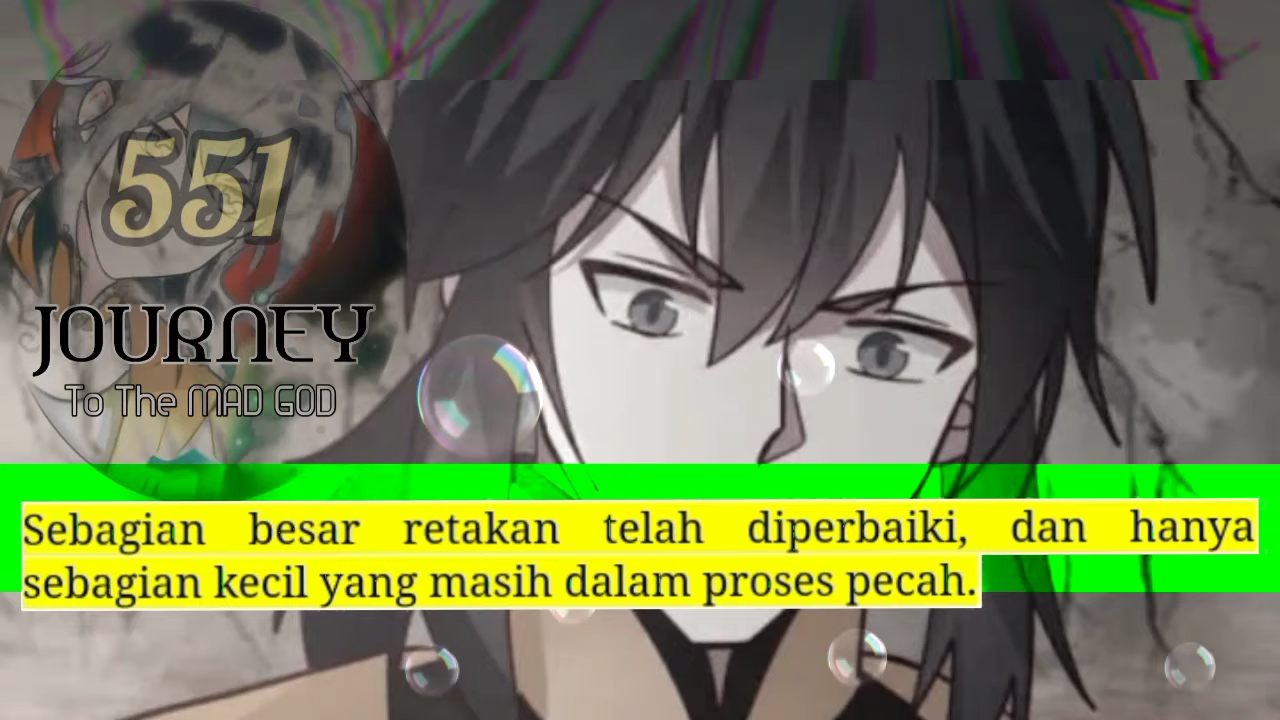 551
JOURNEY
To The MAD GOD
Sebagian besar retakan telah diperbaiki, dan hanya
sebagian kecil yang masih dalam proses pecah.